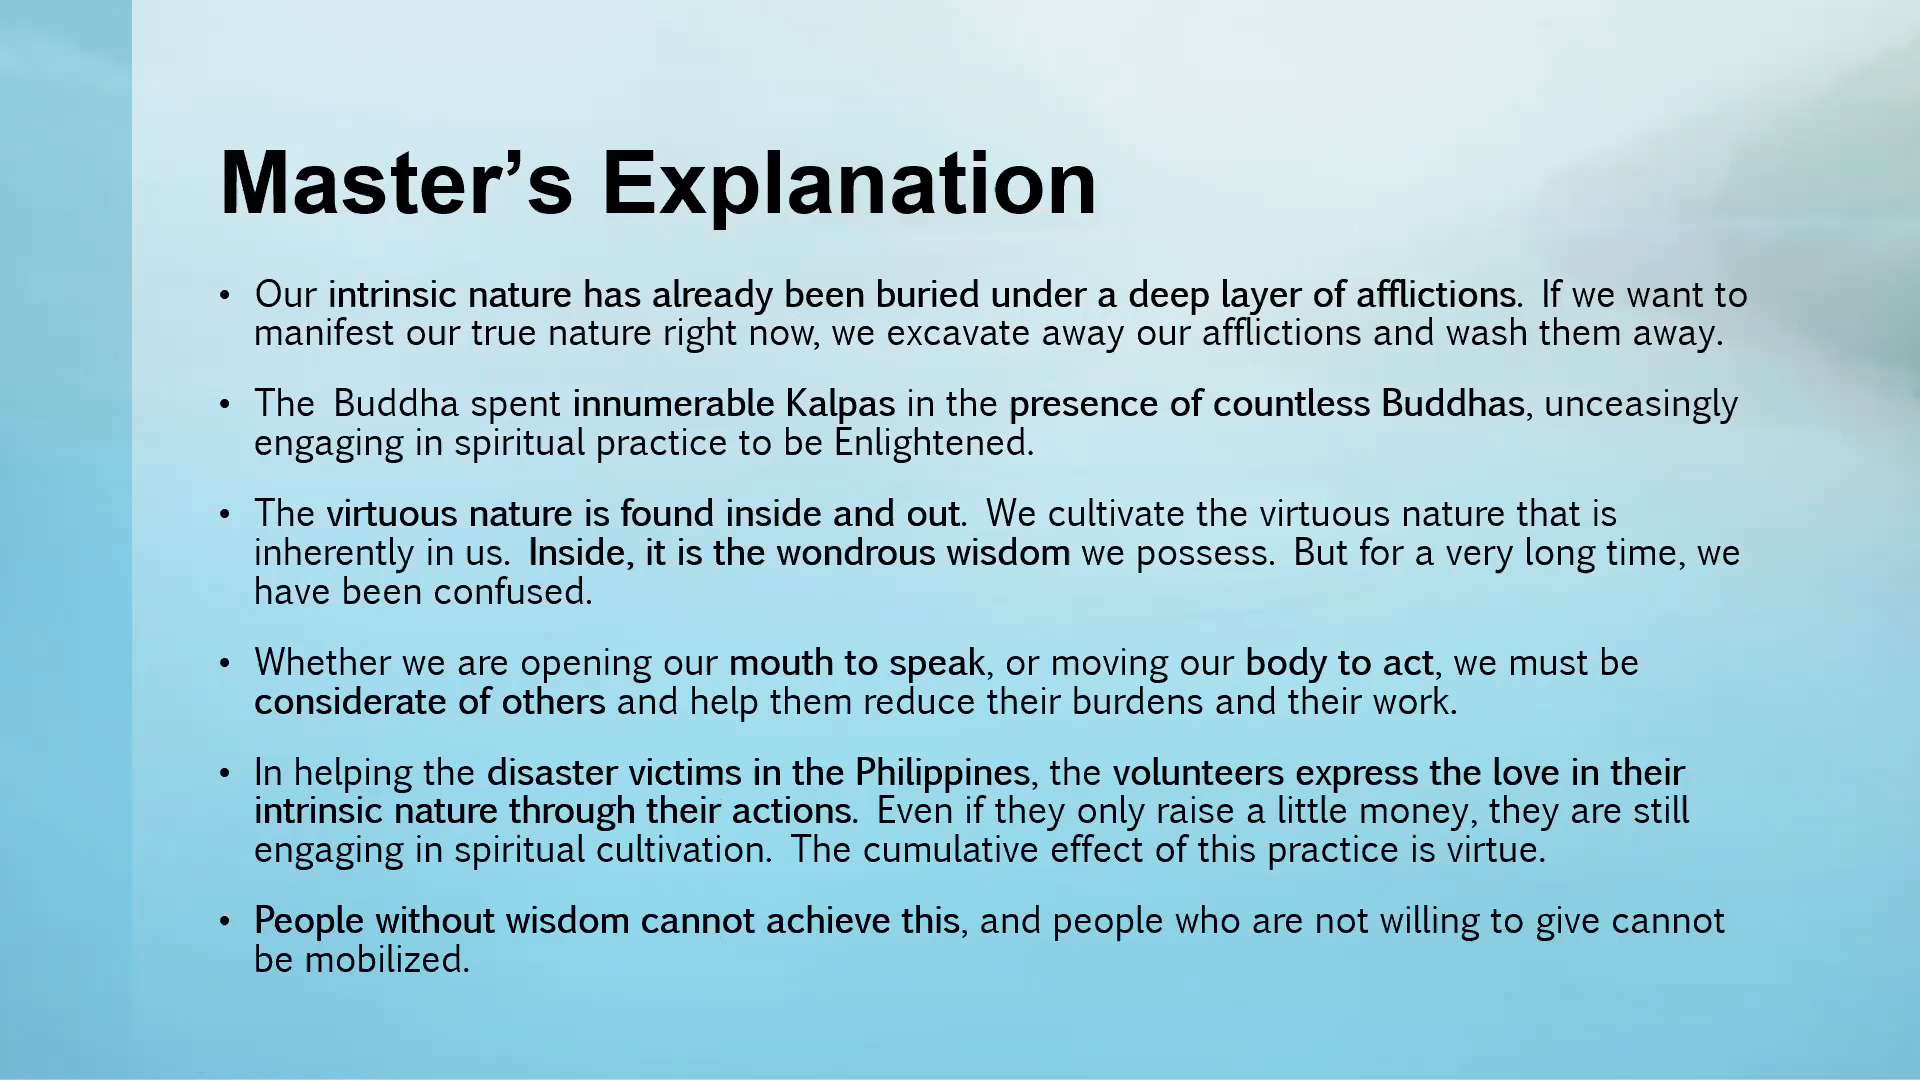 Master’s Explanation
• Our intrinsic nature has already been buried under a deep layer of afflictions. If we want to
manifest our true nature right now, we excavate away our afflictions and wash them away.
• The Buddha spent innumerable Kalpas in the presence of countless Buddhas, unceasingly
engaging in spiritual practice to be Enlightened.
• The virtuous nature is found inside and out. We cultivate the virtuous nature that is
inherently in us. Inside, it is the wondrous wisdom we possess. But for a very long time, we
have been confused.
• Whether we are opening our mouth to speak, or moving our body to act, we must be
considerate of others and help them reduce their burdens and their work.
• In helping the disaster victims in the Philippines, the volunteers express the love in their
intrinsic nature through their actions. Even if they only raise a little money, they are still
engaging in spiritual cultivation. The cumulative effect of this practice is virtue.
• People without wisdom cannot achieve this, and people who are not willing to give cannot
be mobilized.